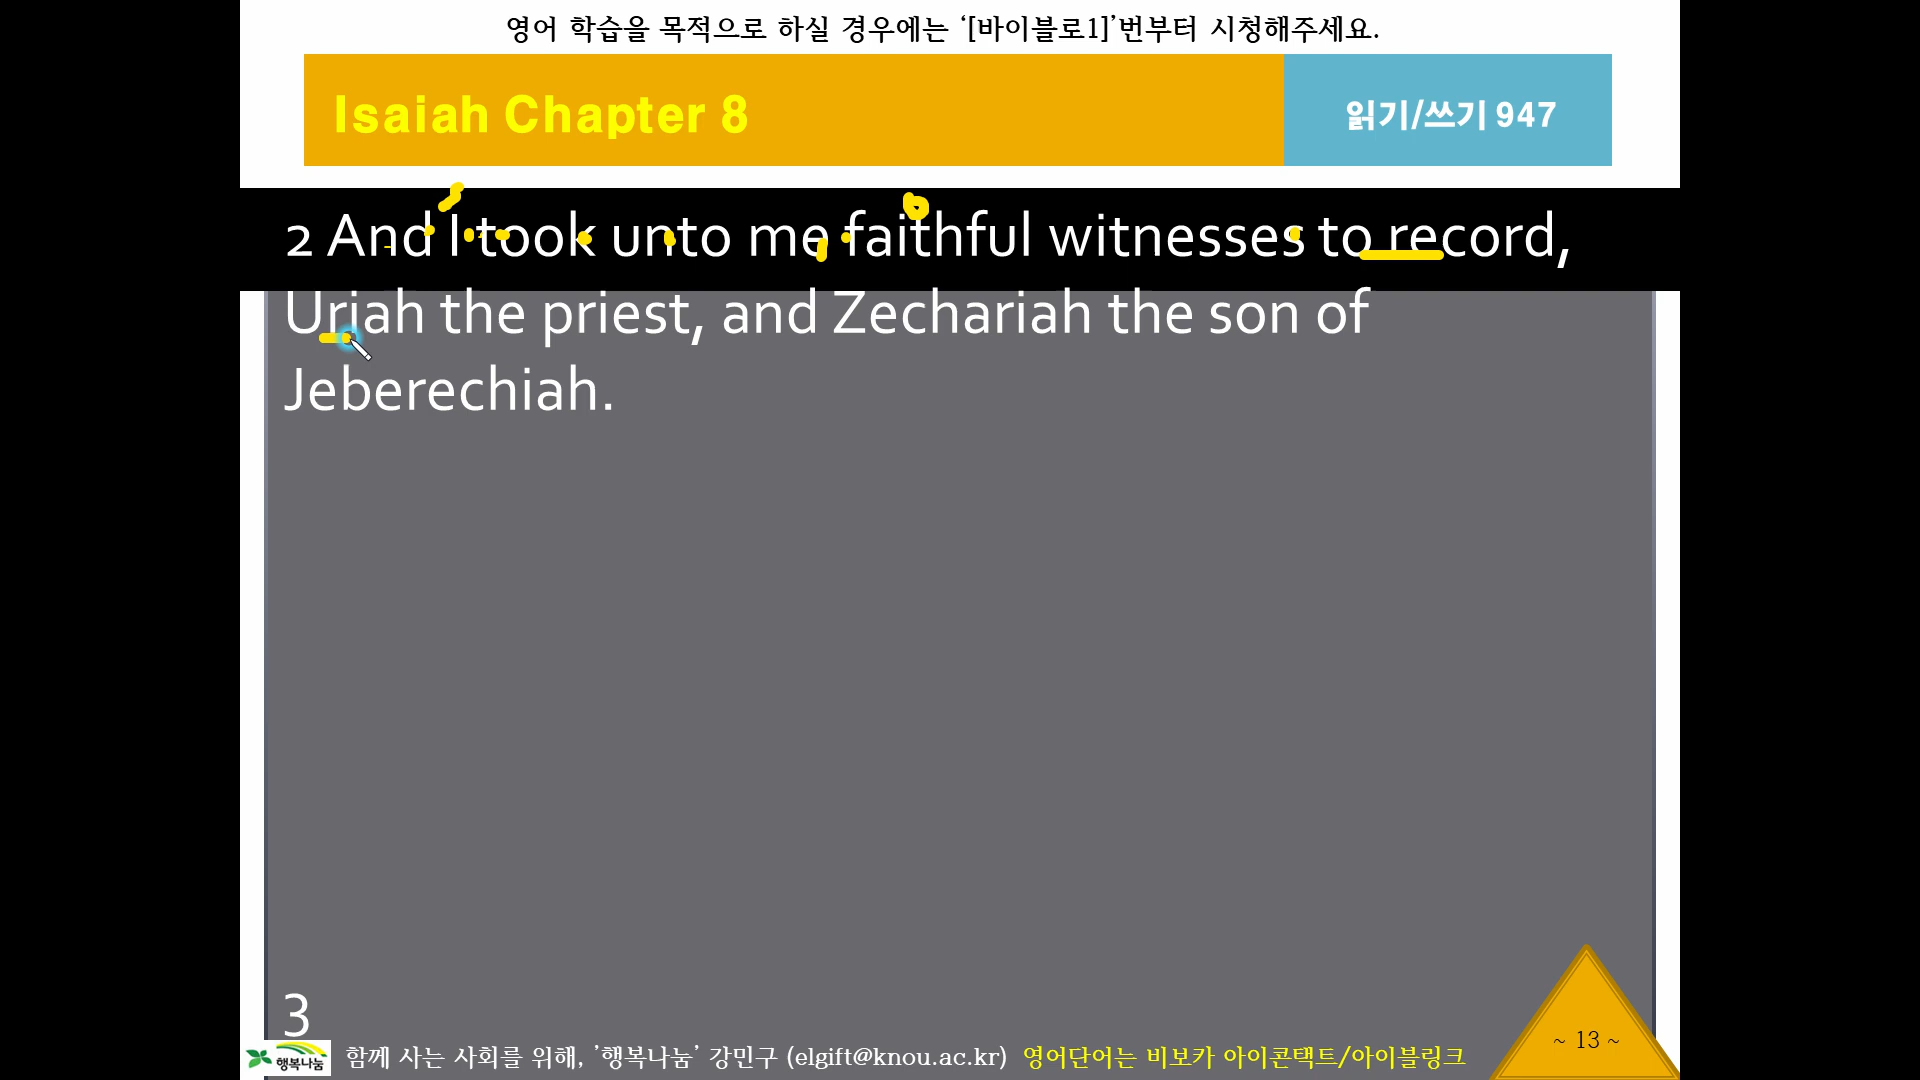 영어 학습을 목적으로 하실 경우에는 ‘[바이블로1]’번부터 시청해주세요.
Isaiah Chapter 8
읽기/쓰기 947
2 And I took unto me faithful witnesses to record,
Uriah the priest, and Zechariah the son of
Jeberechiah.
3
행복나눔
함께 사는 사회를 위해, ’행복나눔’ 강민구 (elgift@knou.ac.kr) 영어단어는 비보카 아이콘택트/아이블링크
~ 13 ~